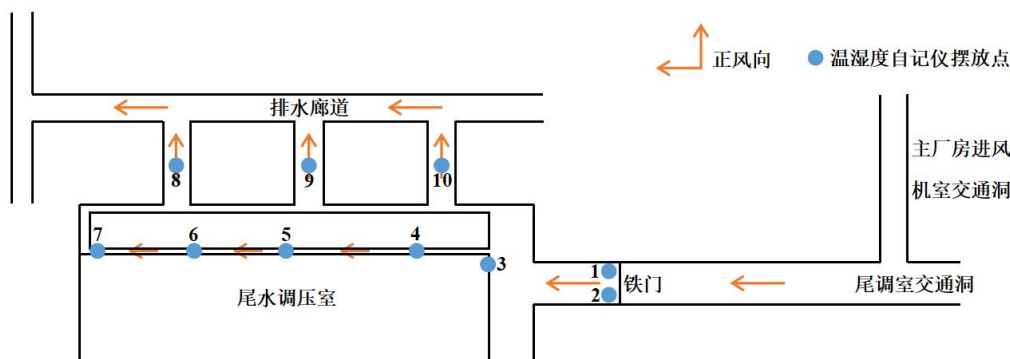 正风向
温湿度自记仪摆放点
排水廊道
主厂房进风
机室交通洞
8
9
10
7
6
5
4
3
尾水调压室
1
2
铁门
尾调室交通洞